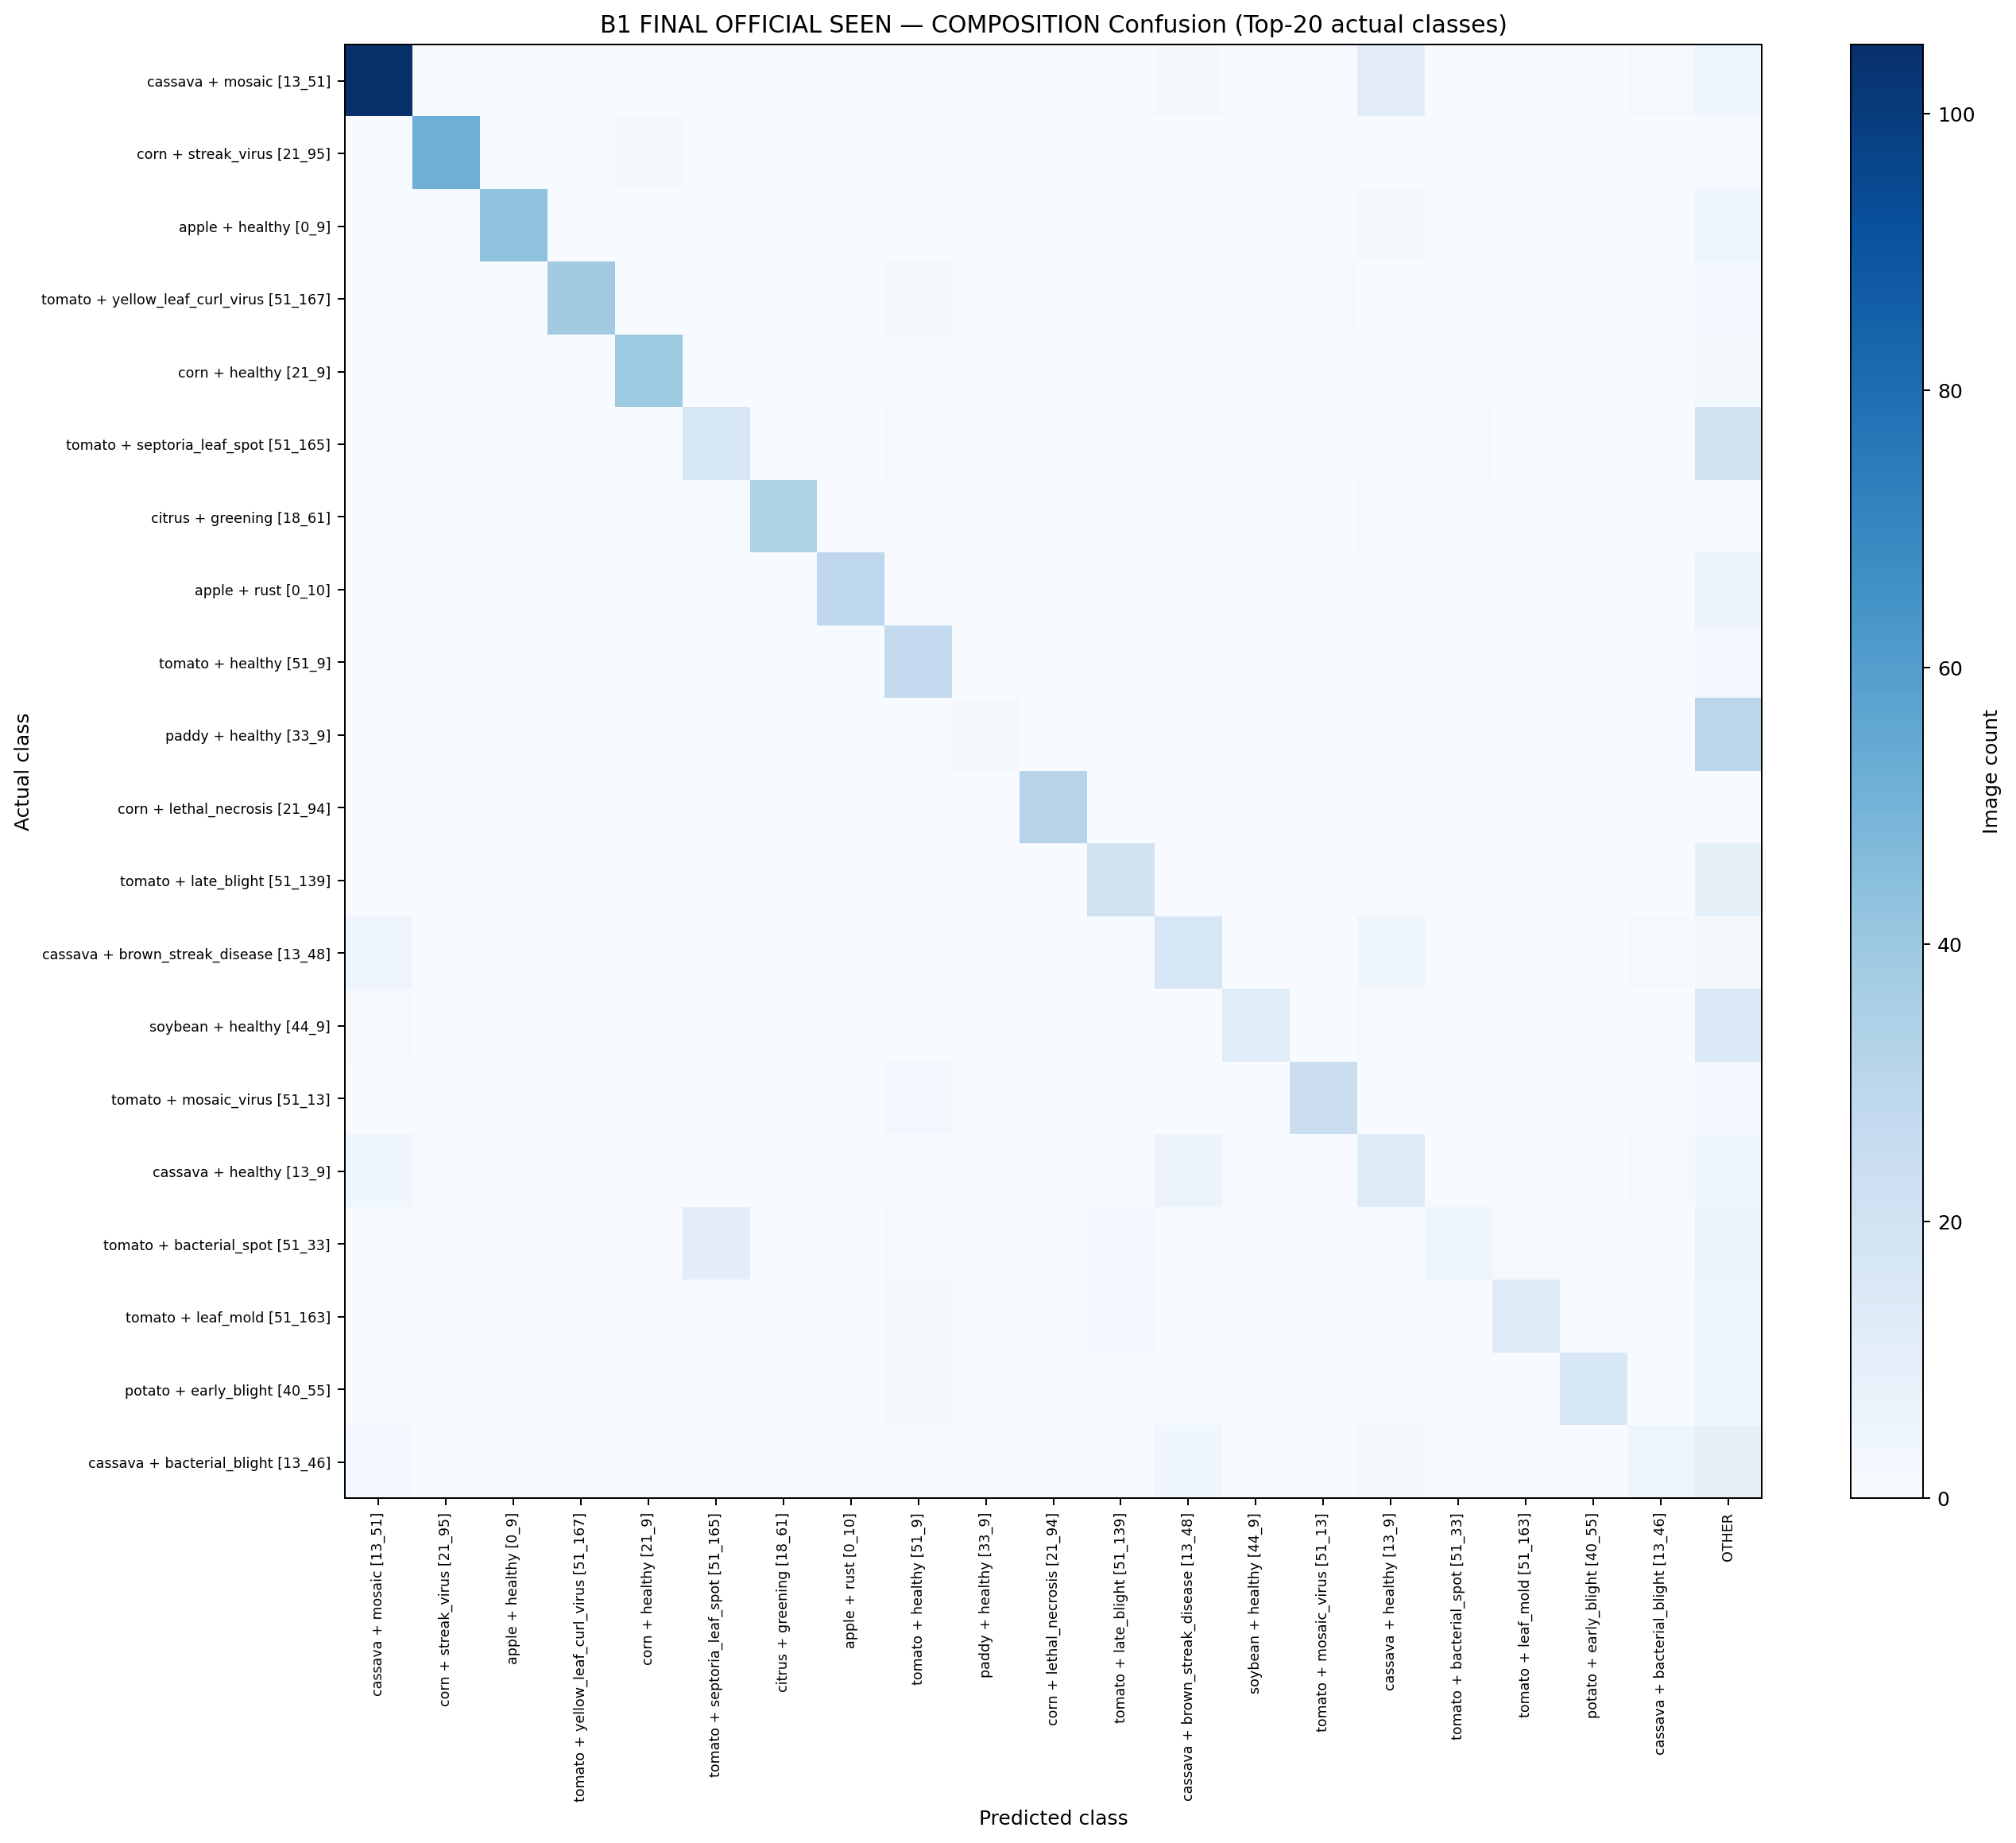 B1 FINAL OFFICIAL SEEN — COMPOSITION Confusion (Top-20 actual classes)
Actual class
cassava + mosaic [13_51]
corn + streak_virus [21_95]
apple + healthy [0_9]
tomato + yellow_leaf_curl_virus [51_167]
corn + healthy [21_9]
tomato + septoria_leaf_spot [51_165]
citrus + greening [18_61]
apple + rust [0_10]
tomato + healthy [51_9]
paddy + healthy [33_9]
corn + lethal_necrosis [21_94]
tomato + late_blight [51_139]
cassava + brown_streak_disease [13_48]
soybean + healthy [44_9]
tomato + mosaic_virus [51_13]
cassava + healthy [13_9]
tomato + bacterial_spot [51_33]
tomato + leaf_mold [51_163]
potato + early_blight [40_55]
cassava + bacterial_blight [13_46]
cassava + mosaic [13_51]
corn + streak_virus [21_95]
apple + healthy [0_9]
tomato + yellow_leaf_curl_virus [51_167]
corn + healthy [21_9]
tomato + septoria_leaf_spot [51_165]
citrus + greening [18_61]
apple + rust [0_10]
tomato + healthy [51_9]
paddy + healthy [33_9]
corn + lethal_necrosis [21_94]
tomato + late_blight [51_139]
cassava + brown_streak_disease [13_48]
soybean + healthy [44_9]
tomato + mosaic_virus [51_13]
cassava + healthy [13_9]
tomato + bacterial_spot [51_33]
tomato + leaf_mold [51_163]
potato + early_blight [40_55]
cassava + bacterial_blight [13_46]
OTHER
Predicted class
100
80
60
40
20
0
Image count